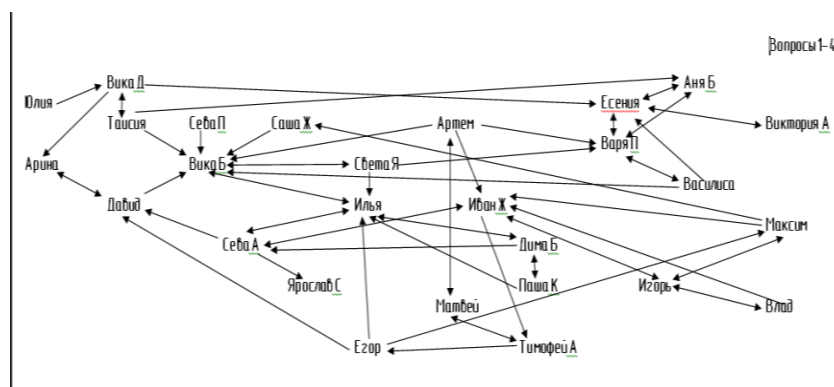 Вопросы 1-4
Вика Д
Аня Б
Юлия
Есения
Таисия
Сева П
Саша Ж
Артем
Виктория А
Варя П
Арина
Вика Б
Света Я
Василиса
Давид
Илья
Иван Ж
Максим
Сева А
Дима Б
Ярослав С
Паша К
Игорь
Матвей
Влад
Егор
Тимофей А